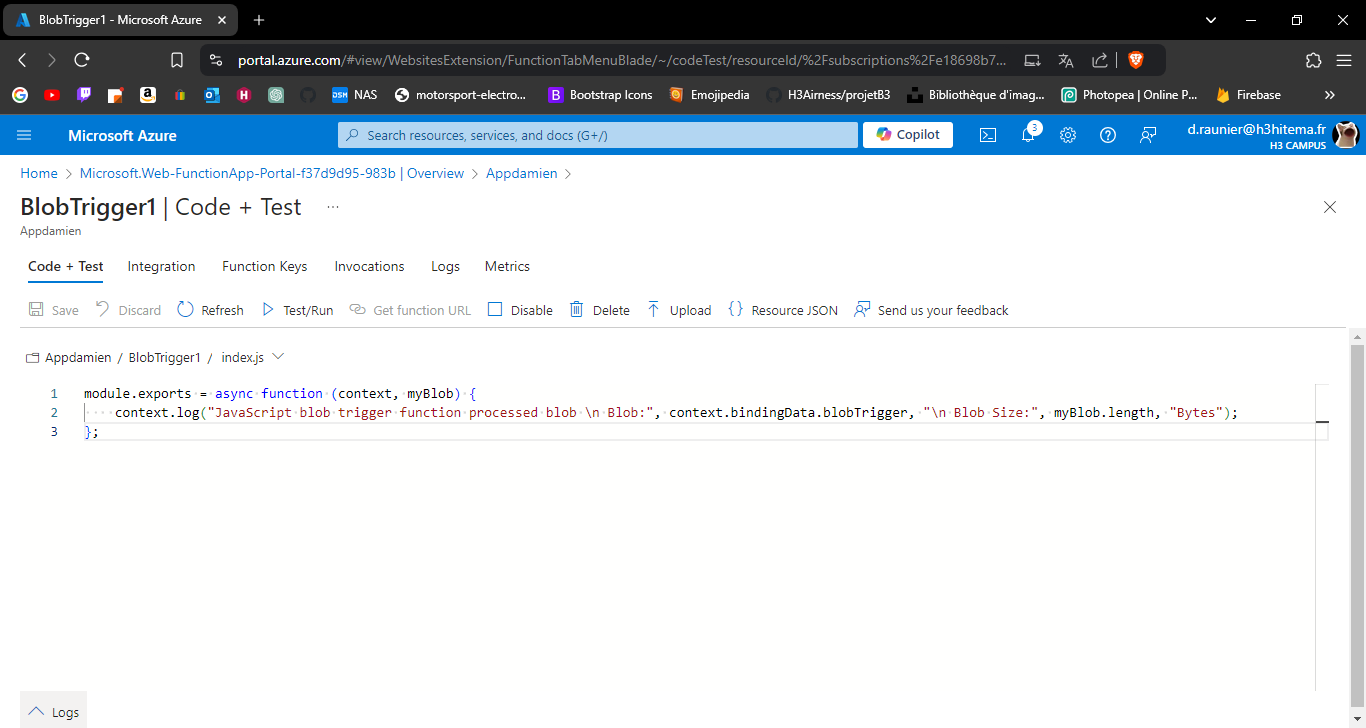 BlobTrigger1 - Microsoft Azure
portal.azure.com/#view/WebsitesExtension/FunctionTabMenuBlade/~/codeTest/resourceId/%2Fsubscriptions%2Fe18698b7...
DSM NAS motorsport-electro... B Bootstrap Icons Emojipedia H3Airness/projetB3 Bibliothèque d'imag... Photopea | Online P... Firebase
Microsoft Azure Search resources, services, and docs (G+/) Copilot 3 d.raunier@h3hitema.fr
H3 CAMPUS
Home > Microsoft.Web-FunctionApp-Portal-f37d9d95-983b | Overview > Appdamien >
BlobTrigger1 | Code + Test ...
Appdamien
Code + Test Integration Function Keys Invocations Logs Metrics
Save Discard Refresh Test/Run Get function URL Disable Delete Upload {} Resource JSON Send us your feedback
Appdamien / BlobTrigger1 / index.js
1 module.exports = async function (context, myBlob) {
2 context.log("JavaScript blob trigger function processed blob \n Blob:", context.bindingData.blobTrigger, "\n Blob Size:", myBlob.length, "Bytes");
3 };
Logs